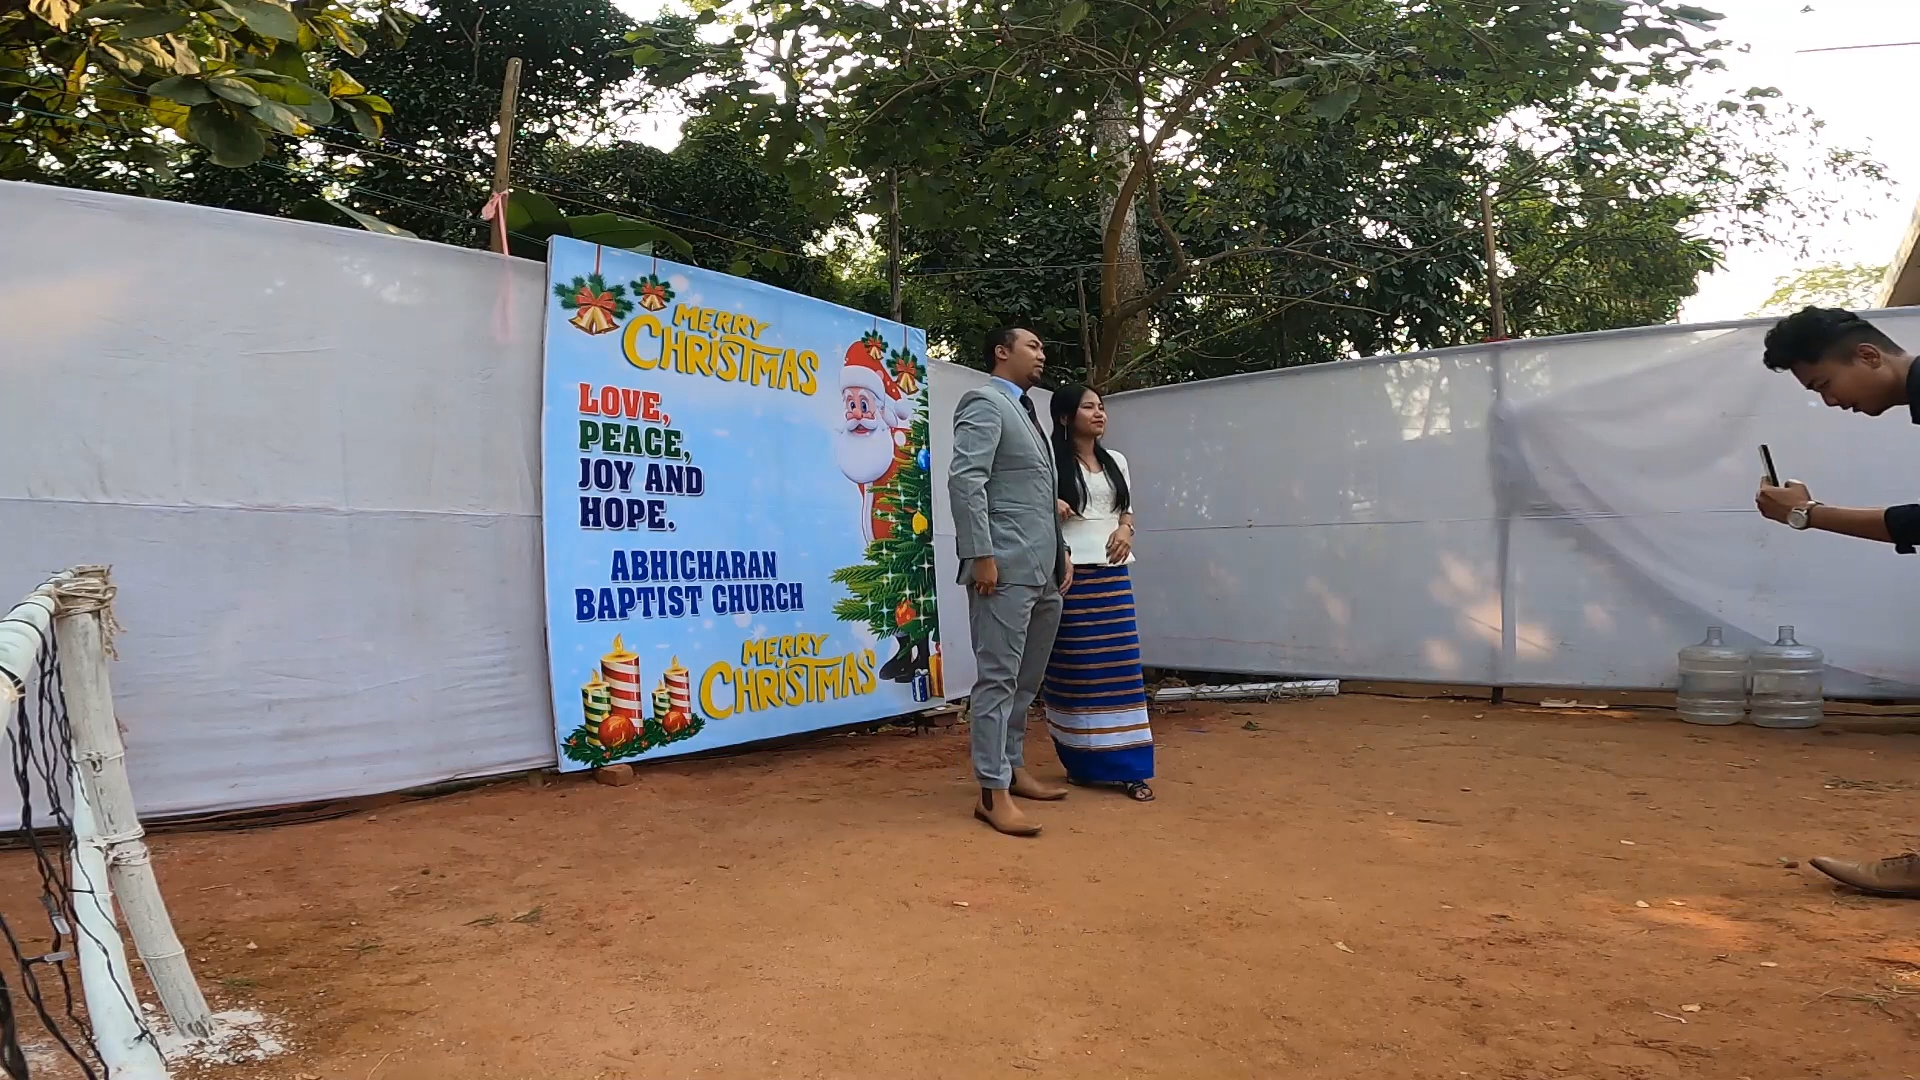 MERRY
CHRISTMAS
LOVE,
PEACE,
JOY AND
HOPE.
ABHICHARAN
BAPTIST CHURCH
MERRY
CHRISTMAS